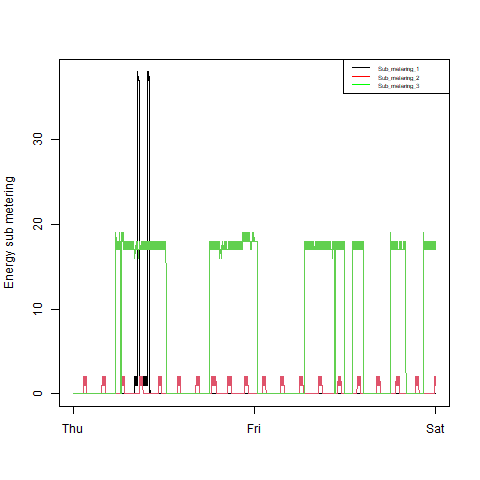 Sub_metering_1
Sub_metering_2
Sub_metering_3
Energy sub metering
30
20
10
0
Thu Fri Sat